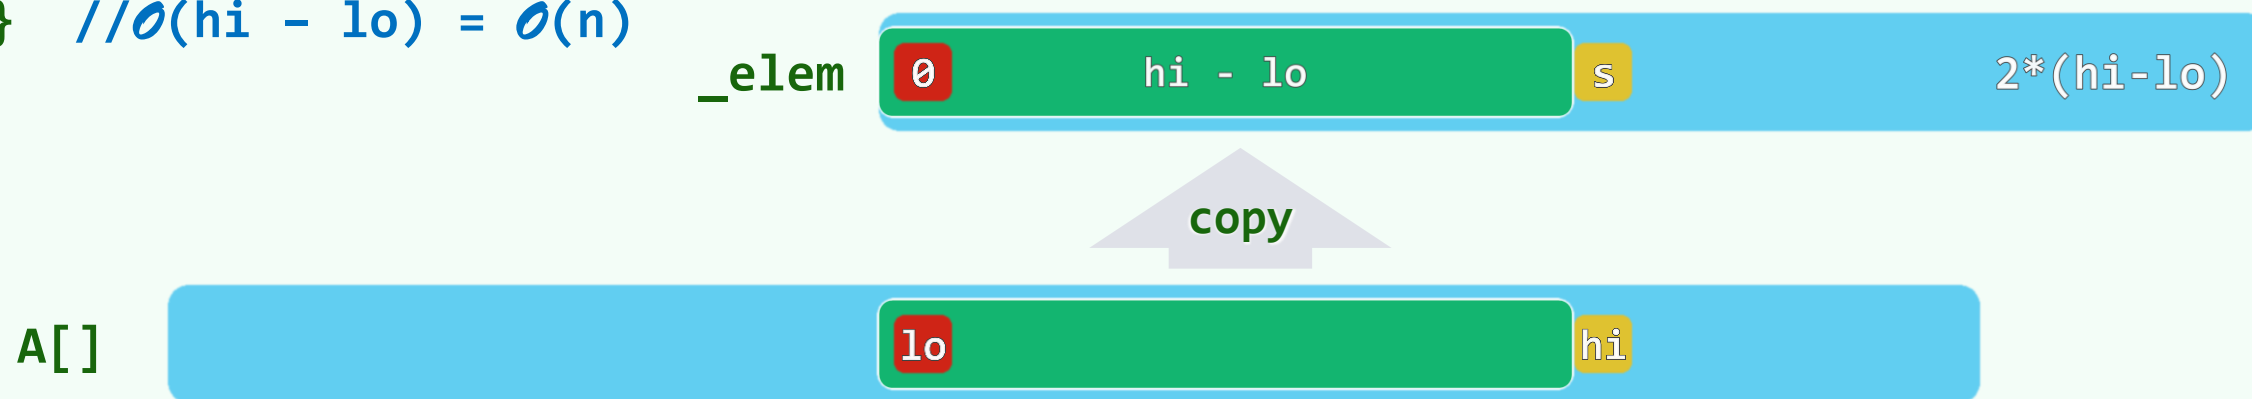 } //𝒪(hi – lo) = 𝒪(n)
_elem 0 hi - lo s 2*(hi-lo)
copy
A[] lo hi